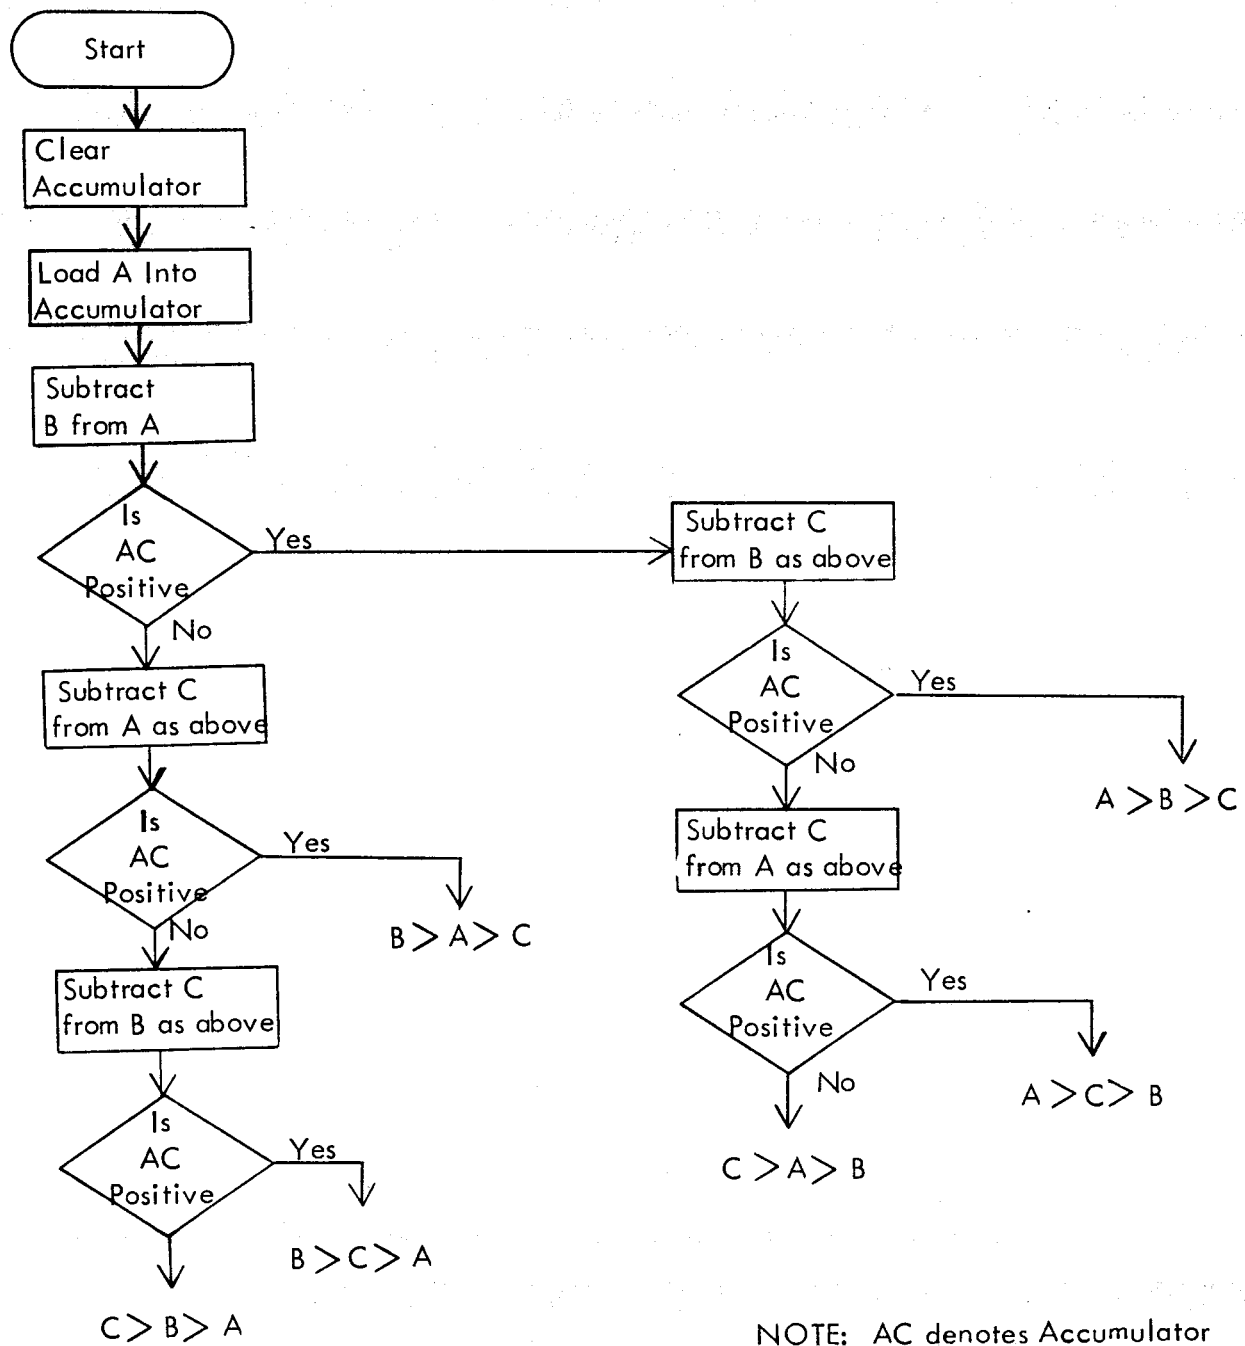 Start
Clear
Accumulator
Load A Into
Accumulator
Subtract
B from A
Is
AC
Positive
Yes
No
Subtract C
from B as above
Is
AC
Positive
Yes
No
A > B > C
Subtract C
from A as above
Is
AC
Positive
Yes
No
B > A > C
Subtract C
from A as above
Is
AC
Positive
Yes
No
A > C > B
C > A > B
Subtract C
from B as above
Is
AC
Positive
Yes
B > C > A
C > B > A
NOTE: AC denotes Accumulator